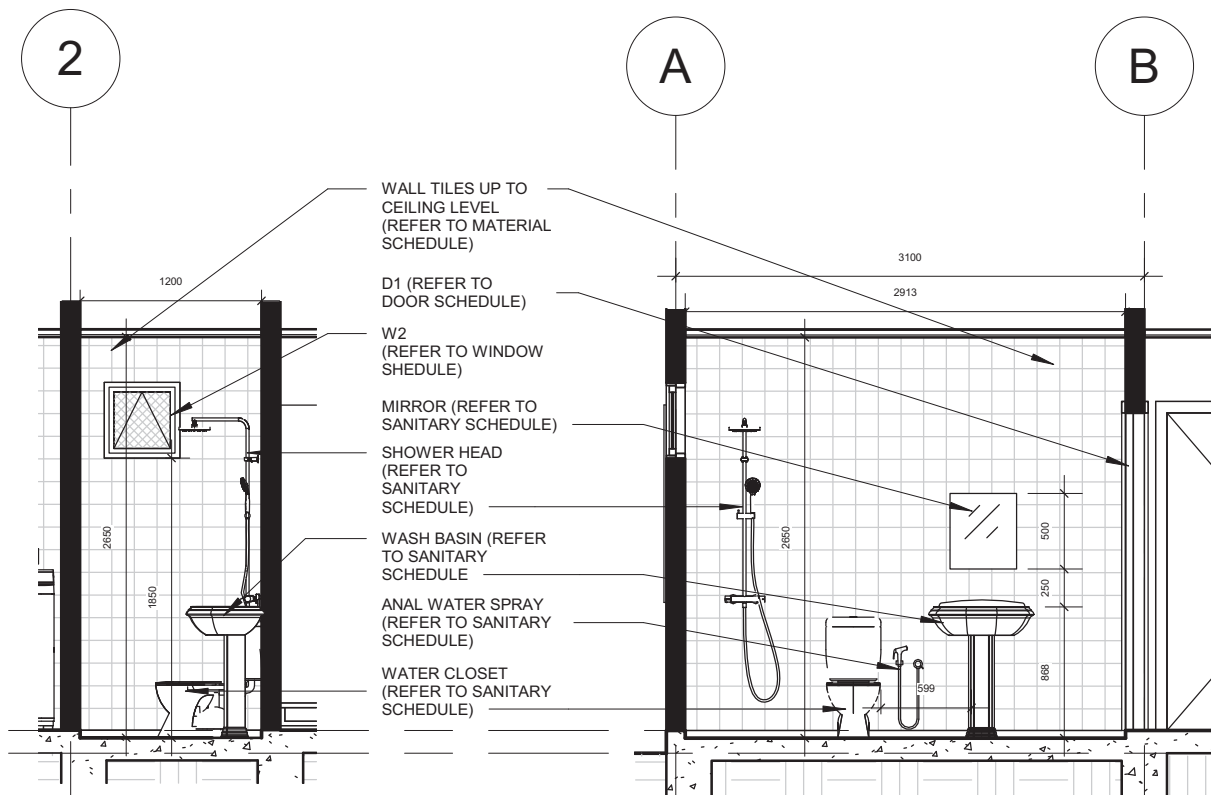 2
A
B
WALL TILES UP TO
CEILING LEVEL
(REFER TO MATERIAL
SCHEDULE)
D1 (REFER TO
DOOR SCHEDULE)
W2
(REFER TO WINDOW
SHEDULE)
MIRROR (REFER TO
SANITARY SCHEDULE)
SHOWER HEAD
(REFER TO
SANITARY
SCHEDULE)
WASH BASIN (REFER
TO SANITARY
SCHEDULE
ANAL WATER SPRAY
(REFER TO SANITARY
SCHEDULE)
WATER CLOSET
(REFER TO SANITARY
SCHEDULE)
1200
2650
1850
3100
2913
2650
500
250
868
599